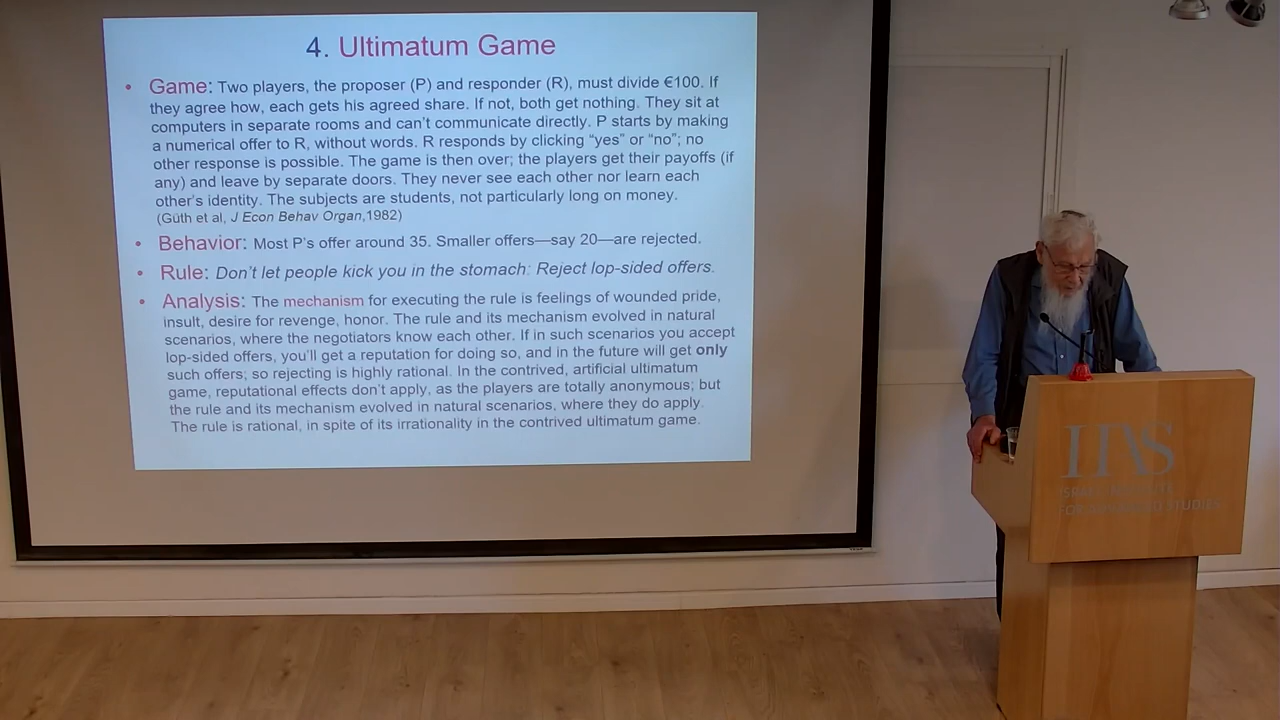 4. Ultimatum Game
• Game: Two players, the proposer (P) and responder (R), must divide €100. If
they agree how, each gets his agreed share. If not, both get nothing. They sit at
computers in separate rooms and can't communicate directly. P starts by making
a numerical offer to R, without words. R responds by clicking “yes” or “no”; no
other response is possible. The game is then over; the players get their payoffs (if
any) and leave by separate doors. They never see each other nor learn each
other's identity. The subjects are students, not particularly long on money.
(Güth et al, J Econ Behav Organ,1982)
• Behavior: Most P's offer around 35. Smaller offers—say 20—are rejected.
• Rule: Don't let people kick you in the stomach: Reject lop-sided offers.
• Analysis: The mechanism for executing the rule is feelings of wounded pride,
insult, desire for revenge, honor. The rule and its mechanism evolved in natural
scenarios, where the negotiators know each other. If in such scenarios you accept
lop-sided offers, you'll get a reputation for doing so, and in the future will get only
such offers; so rejecting is highly rational. In the contrived, artificial ultimatum
game, reputational effects don't apply, as the players are totally anonymous; but
the rule and its mechanism evolved in natural scenarios, where they do apply.
The rule is rational, in spite of its irrationality in the contrived ultimatum game.
IIAS
ISRAEL INSTITUTE
FOR ADVANCED STUDIES